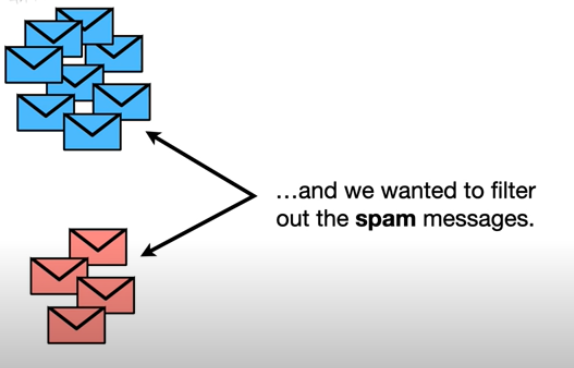 ...and we wanted to filter
out the spam messages.